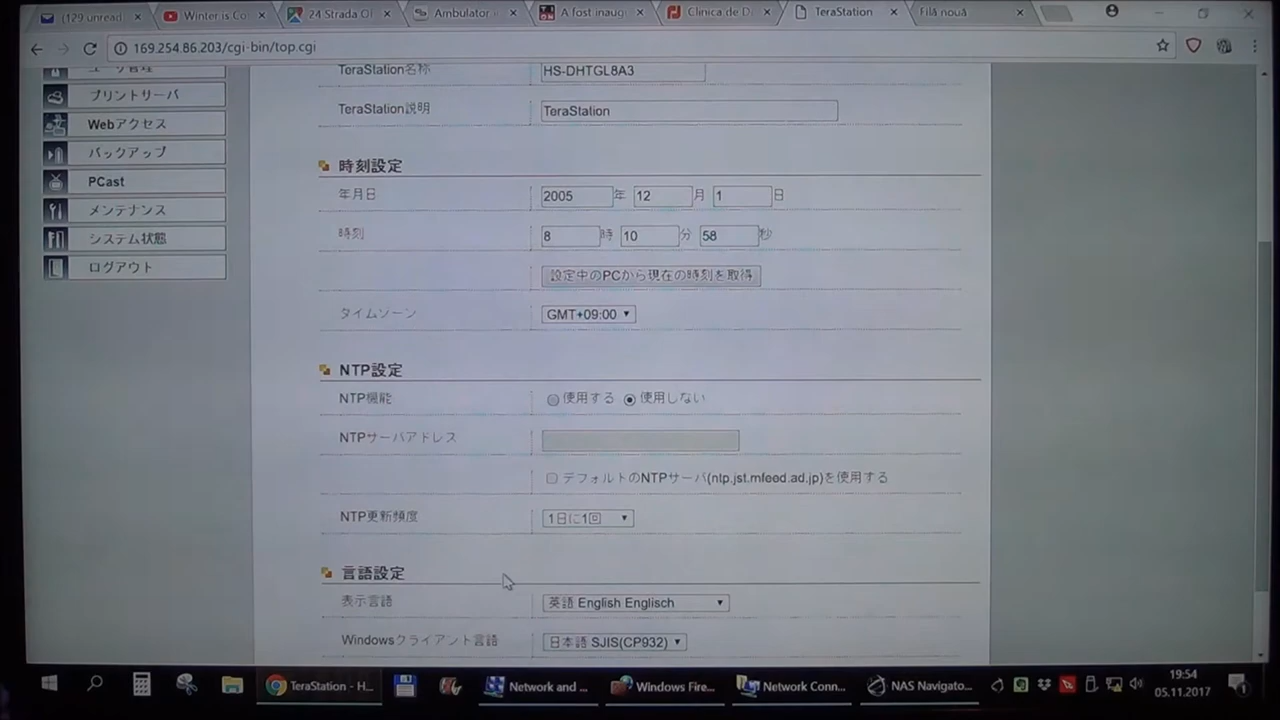 (129 unread
Winter is Co
24 Strada Ol
Ambulator
A fost inaug
Clinica de D
TeraStation
Filă nouă
169.254.86.203/cgi-bin/top.cgi
ユーザ管理
プリントサーバ
Webアクセス
バックアップ
PCast
メンテナンス
システム状態
ログアウト
TeraStation名称 HS-DHTGL8A3
TeraStation説明 TeraStation
時刻設定
年月日 2005 年 12 月 1 日
時刻 8 時 10 分 58 秒
設定中のPCから現在の時刻を取得
タイムゾーン GMT+09:00
NTP設定
NTP機能 使用する 使用しない
NTPサーバアドレス
デフォルトのNTPサーバ(ntp.jst.mfeed.ad.jp)を使用する
NTP更新頻度 1日に1回
言語設定
表示言語 英語 English Englisch
Windowsクライアント言語 日本語 SJIS(CP932)
TeraStation - H...
Network and ...
Windows Fire...
Network Conn...
NAS Navigato...
19:54
05.11.2017